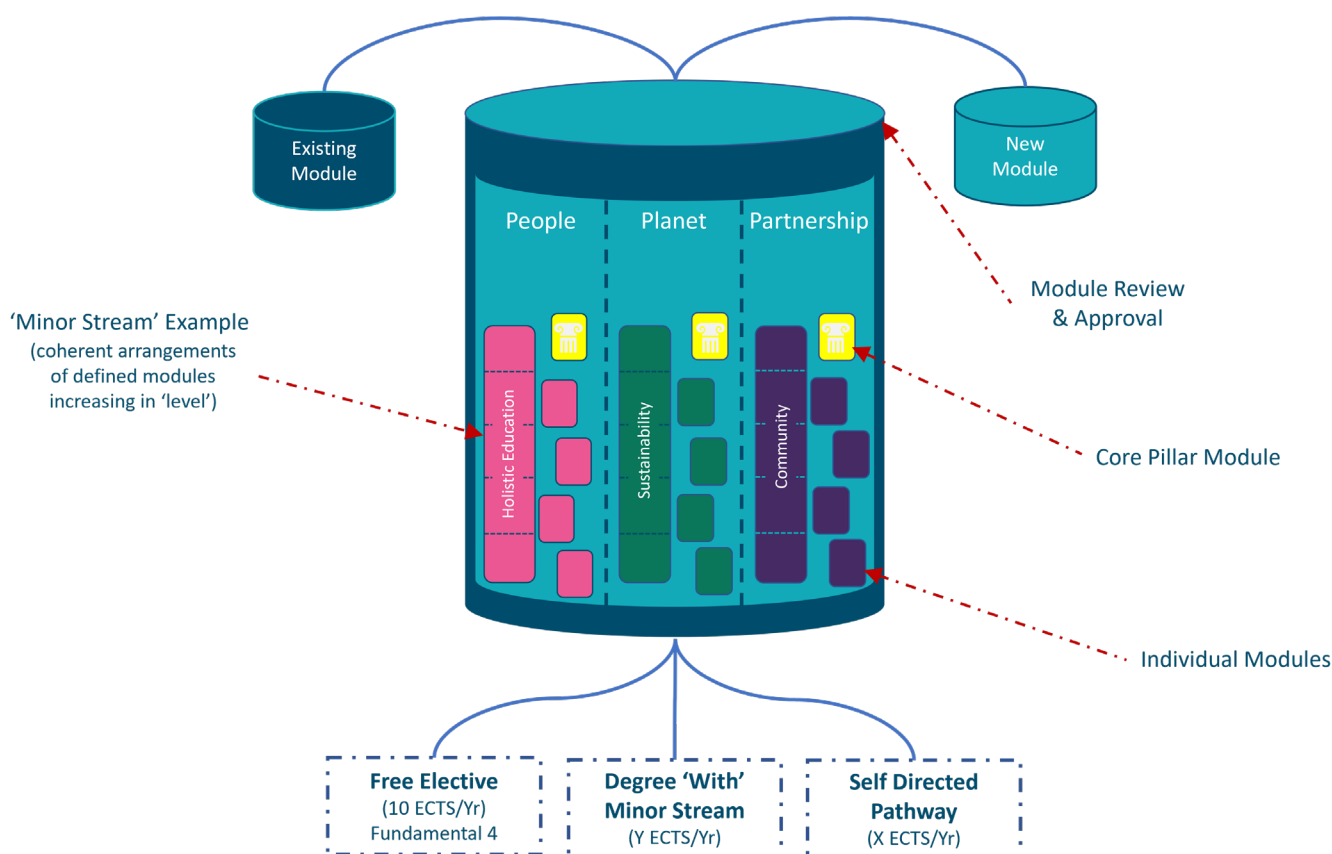 Existing
Module
New
Module
People
Planet
Partnership
Module Review
& Approval
‘Minor Stream’ Example
(coherent arrangements
of defined modules
increasing in ‘level’)
Holistic Education
Sustainability
Community
Core Pillar Module
Individual Modules
Free Elective
(10 ECTS/Yr)
Fundamental 4
Degree ‘With’
Minor Stream
(Y ECTS/Yr)
Self Directed
Pathway
(X ECTS/Yr)